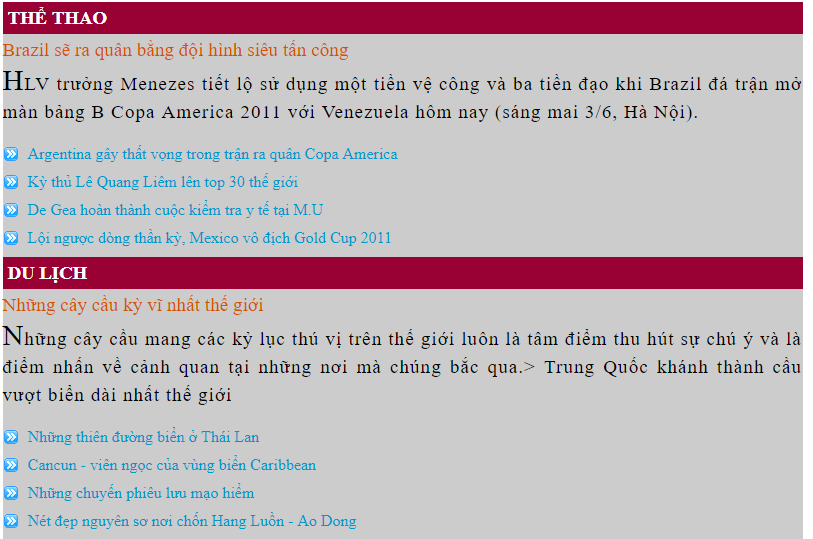 THỂ THAO
Brazil sẽ ra quân bằng đội hình siêu tấn công
HLV trưởng Menezes tiết lộ sử dụng một tiền vệ công và ba tiền đạo khi Brazil đá trận mở
màn bảng B Copa America 2011 với Venezuela hôm nay (sáng mai 3/6, Hà Nội).
Argentina gây thất vọng trong trận ra quân Copa America
Kỳ thủ Lê Quang Liêm lên top 30 thế giới
De Gea hoàn thành cuộc kiểm tra y tế tại M.U
Lội ngược dòng thần kỳ, Mexico vô địch Gold Cup 2011
DU LỊCH
Những cây cầu kỳ vĩ nhất thế giới
Những cây cầu mang các kỷ lục thú vị trên thế giới luôn là tâm điểm thu hút sự chú ý và là
điểm nhấn về cảnh quan tại những nơi mà chúng bắc qua.> Trung Quốc khánh thành cầu
vượt biển dài nhất thế giới
Những thiên đường biển ở Thái Lan
Cancun - viên ngọc của vùng biển Caribbean
Những chuyến phiêu lưu mạo hiểm
Nét đẹp nguyên sơ nơi chốn Hang Luồn - Ao Dong